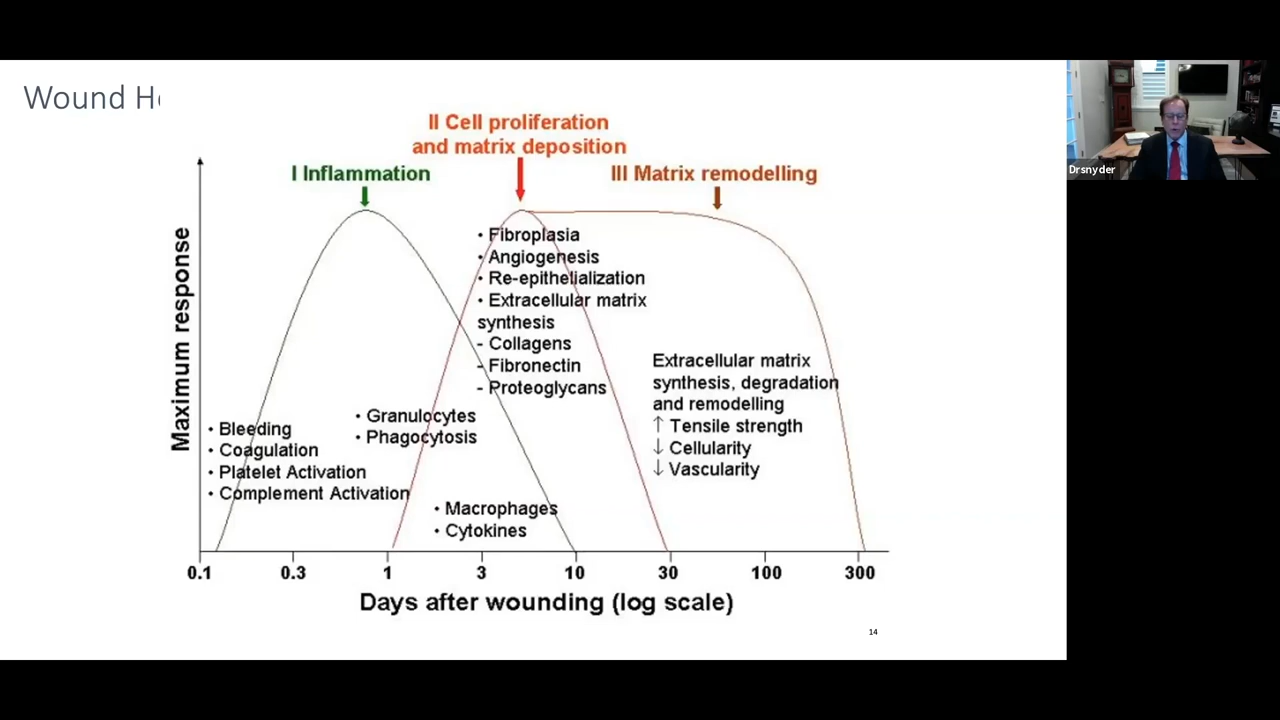 Wound He
Drsnyder
II Cell proliferation
and matrix deposition
I Inflammation
III Matrix remodelling
Maximum response
• Fibroplasia
• Angiogenesis
• Re-epithelialization
• Extracellular matrix
synthesis
- Collagens
- Fibronectin
- Proteoglycans
Extracellular matrix
synthesis, degradation
and remodelling
↑ Tensile strength
↓ Cellularity
↓ Vascularity
• Granulocytes
• Phagocytosis
• Bleeding
• Coagulation
• Platelet Activation
• Complement Activation
• Macrophages
• Cytokines
0.1 0.3 1 3 10 30 100 300
Days after wounding (log scale)
14